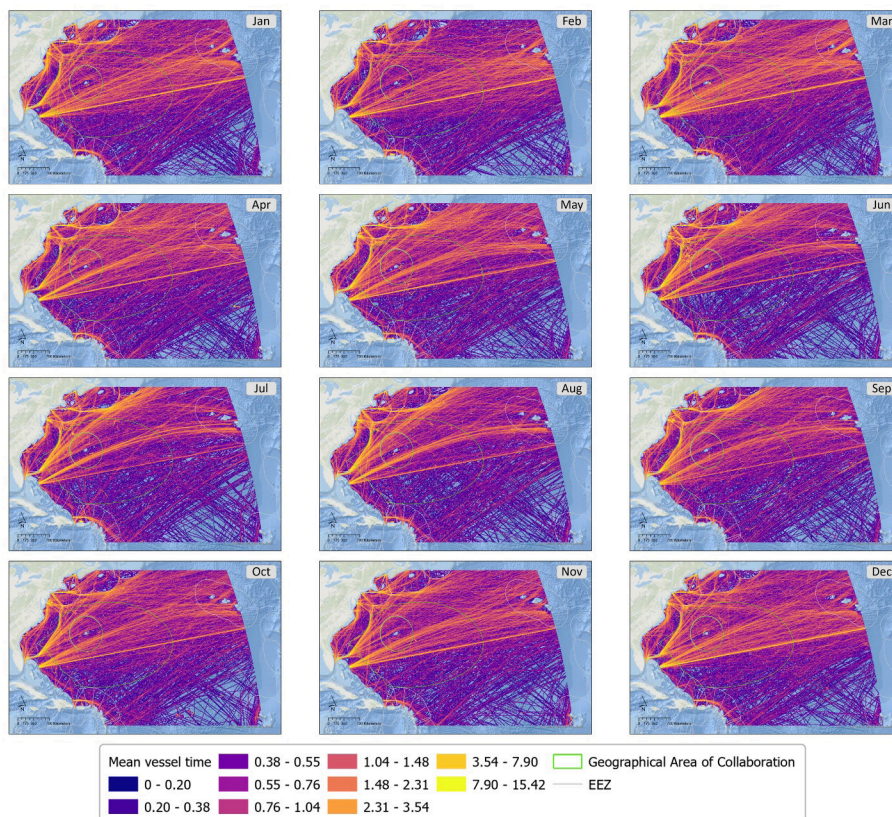 Jan
Feb
Mar
Apr
May
Jun
Jul
Aug
Sep
Oct
Nov
Dec
Mean vessel time
0 - 0.20
0.20 - 0.38
0.38 - 0.55
0.55 - 0.76
0.76 - 1.04
1.04 - 1.48
1.48 - 2.31
2.31 - 3.54
3.54 - 7.90
7.90 - 15.42
Geographical Area of Collaboration
EEZ